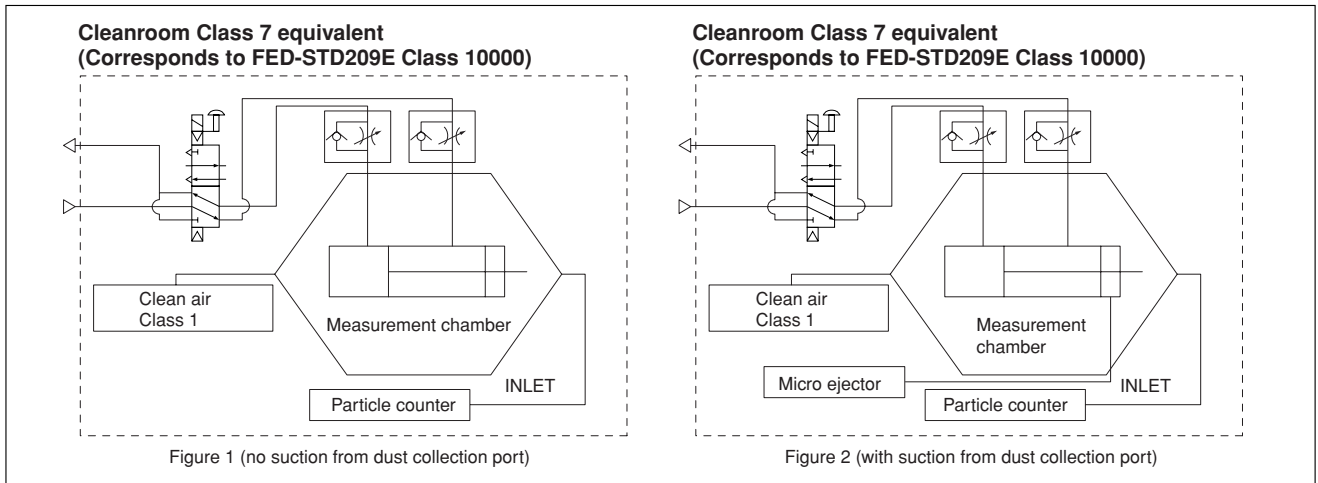 Cleanroom Class 7 equivalent
(Corresponds to FED-STD209E Class 10000)
Clean air
Class 1
Measurement chamber
INLET
Particle counter
Figure 1 (no suction from dust collection port)
Cleanroom Class 7 equivalent
(Corresponds to FED-STD209E Class 10000)
Clean air
Class 1
Measurement
chamber
Micro ejector
INLET
Particle counter
Figure 2 (with suction from dust collection port)